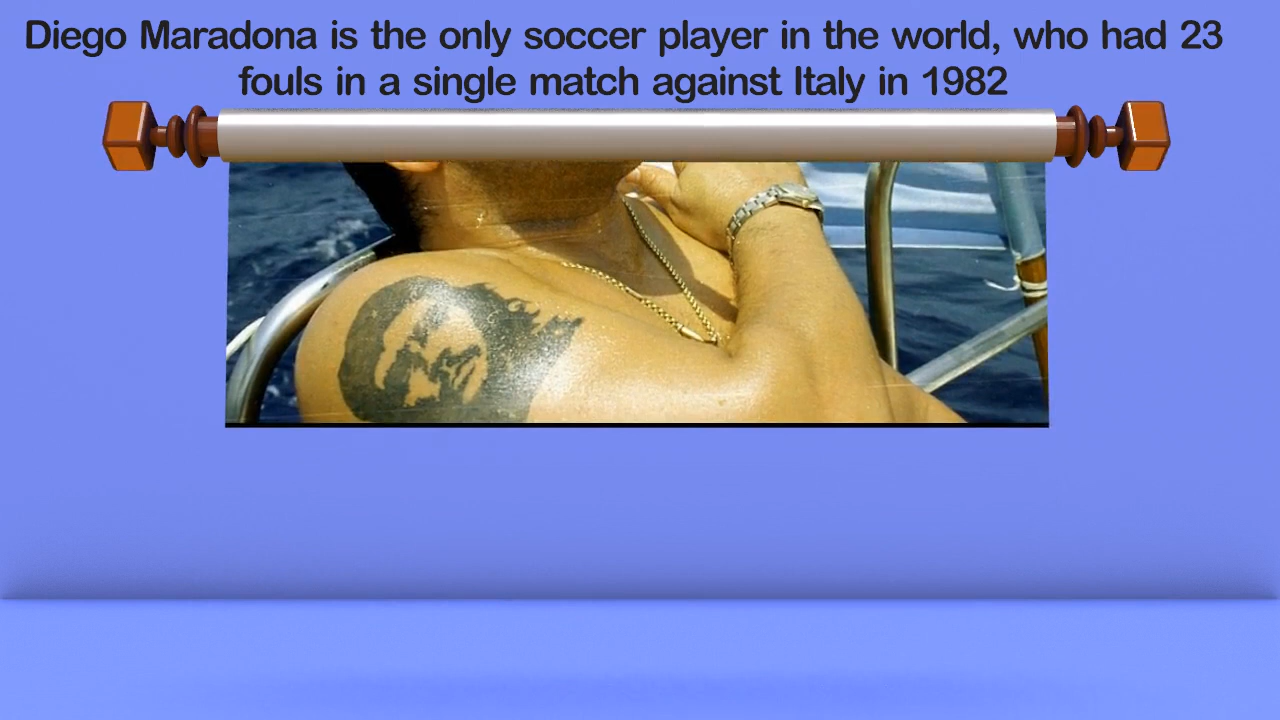 Diego Maradona is the only soccer player in the world, who had 23
fouls in a single match against Italy in 1982